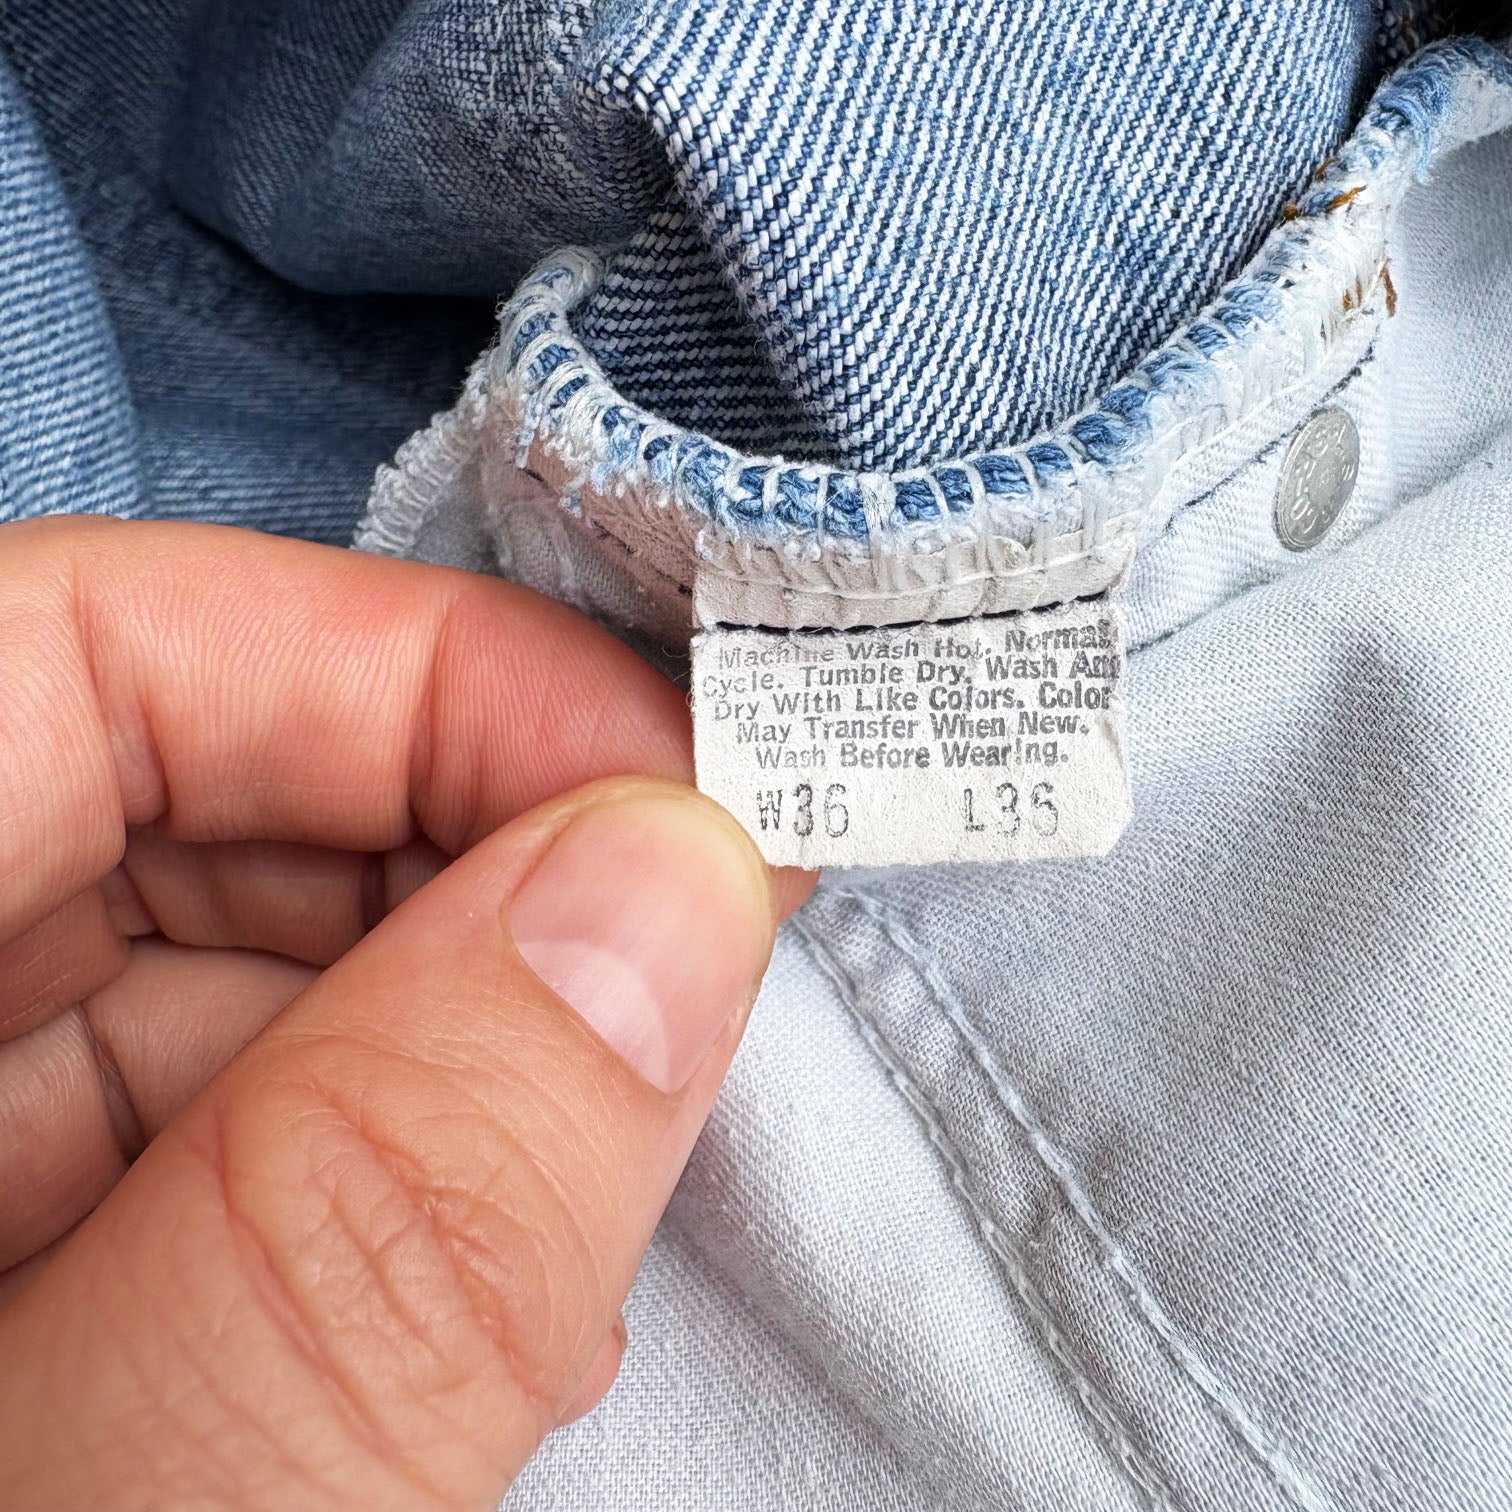 Machine Wash Hot. Normal
Cycle. Tumble Dry. Wash And
Dry With Like Colors. Color
May Transfer When New.
Wash Before Wearing.
W36 L36